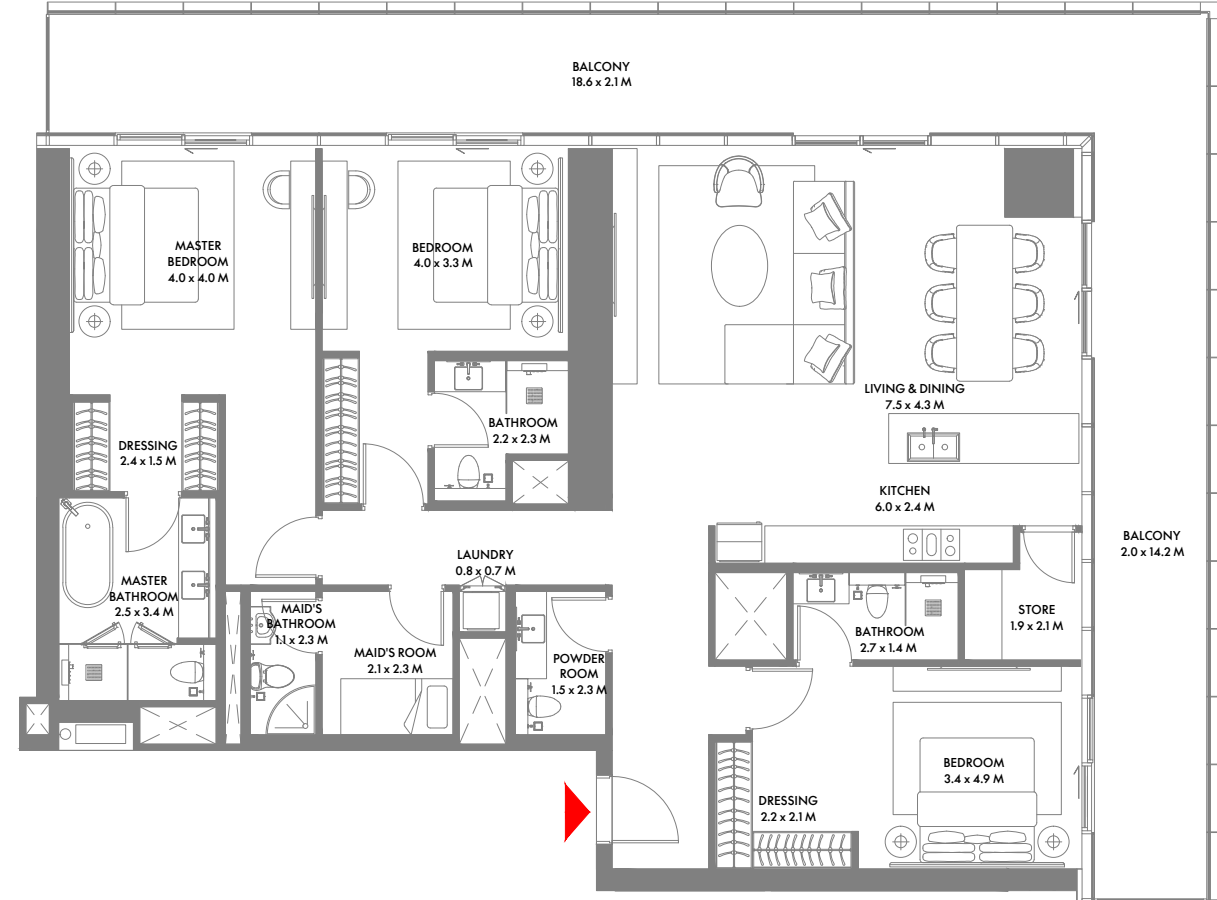 BALCONY
18.6 x 2.1 M
MASTER
BEDROOM
4.0 x 4.0 M
BEDROOM
4.0 x 3.3 M
LIVING & DINING
7.5 x 4.3 M
BATHROOM
2.2 x 2.3 M
DRESSING
2.4 x 1.5 M
KITCHEN
6.0 x 2.4 M
BALCONY
2.0 x 14.2 M
LAUNDRY
0.8 x 0.7 M
MASTER
BATHROOM
2.5 x 3.4 M
MAID'S
BATHROOM
1.1 x 2.3 M
MAID'S ROOM
2.1 x 2.3 M
POWDER
ROOM
1.5 x 2.3 M
BATHROOM
2.7 x 1.4 M
STORE
1.9 x 2.1 M
BEDROOM
3.4 x 4.9 M
DRESSING
2.2 x 2.1 M